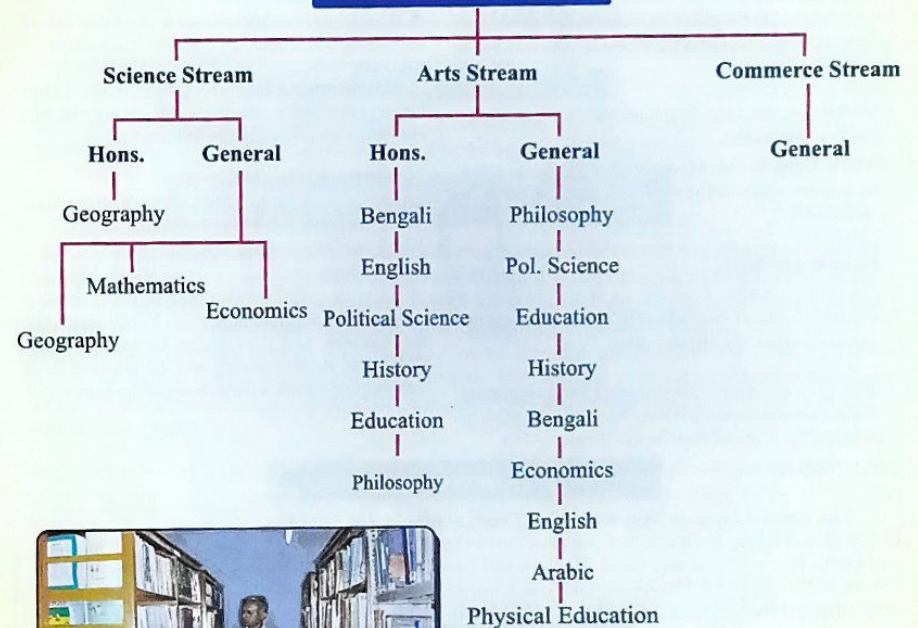 Science Stream
Arts Stream
Commerce Stream
Hons.
General
Hons.
General
General
Geography
Mathematics
Economics
Geography
Bengali
English
Political Science
History
Education
Philosophy
Philosophy
Pol. Science
Education
History
Bengali
Economics
English
Arabic
Physical Education